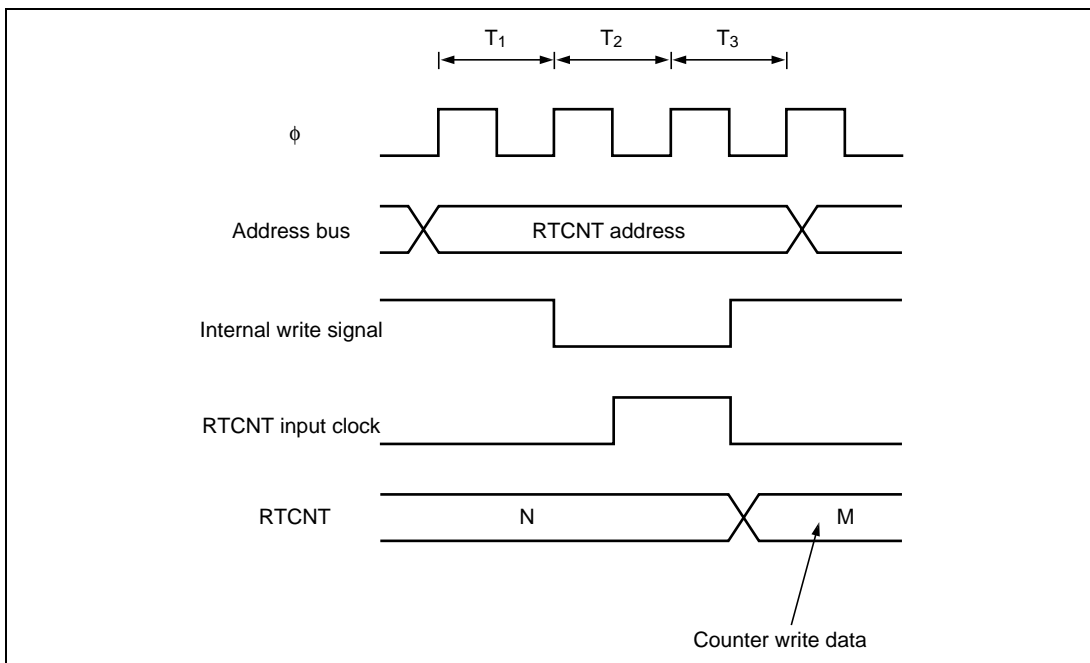 T1 T2 T3
φ
Address bus RTCNT address
Internal write signal
RTCNT input clock
RTCNT N M
Counter write data